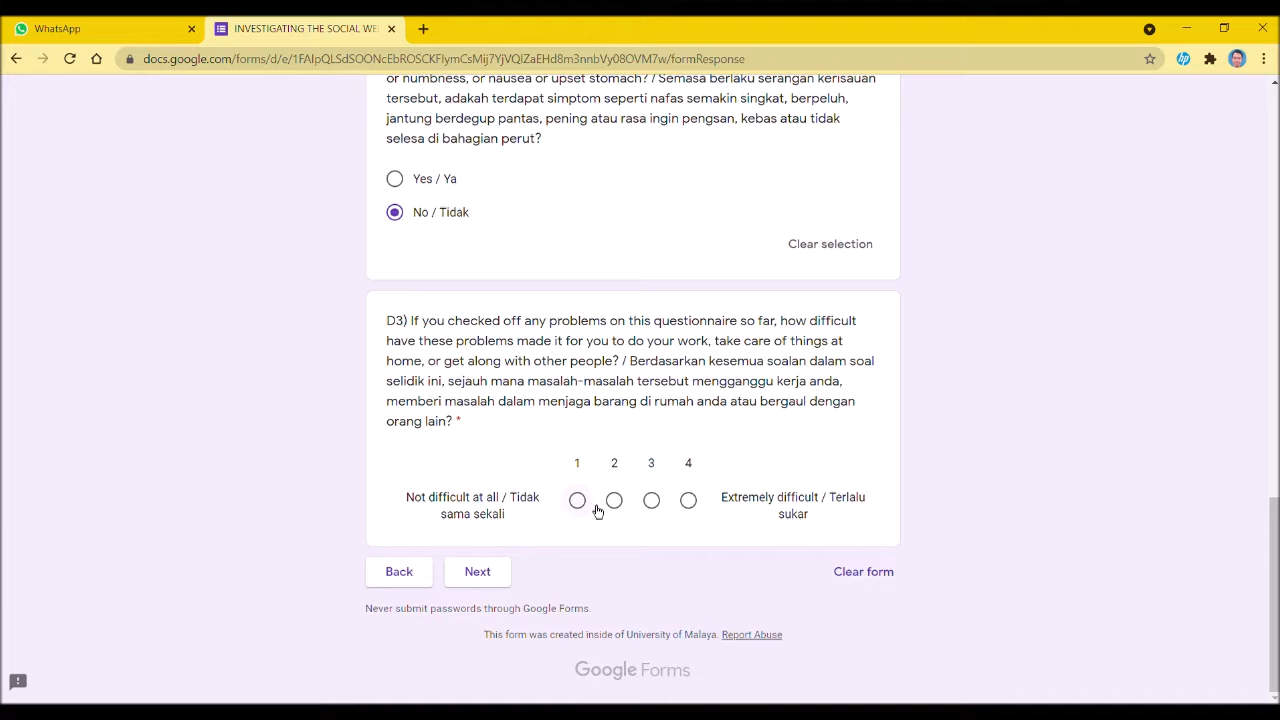 WhatsApp
INVESTIGATING THE SOCIAL WE
docs.google.com/forms/d/e/1FAIpQLSdSOONcEbROSCKFIymCsMij7YjVQIZaEHd8m3nnbVy08OVM7w/formResponse
or numbness, or nausea or upset stomach? / Semasa berlaku serangan kerisauan
tersebut, adakah terdapat simptom seperti nafas semakin singkat, berpeluh,
jantung berdegup pantas, pening atau rasa ingin pengsan, kebas atau tidak
selesa di bahagian perut?
Yes / Ya
No / Tidak
Clear selection
D3) If you checked off any problems on this questionnaire so far, how difficult
have these problems made it for you to do your work, take care of things at
home, or get along with other people? / Berdasarkan kesemua soalan dalam soal
selidik ini, sejauh mana masalah-masalah tersebut mengganggu kerja anda,
memberi masalah dalam menjaga barang di rumah anda atau bergaul dengan
orang lain? *
1 2 3 4
Not difficult at all / Tidak
sama sekali
Extremely difficult / Terlalu
sukar
Back
Next
Clear form
Never submit passwords through Google Forms.
This form was created inside of University of Malaya. Report Abuse
Google Forms